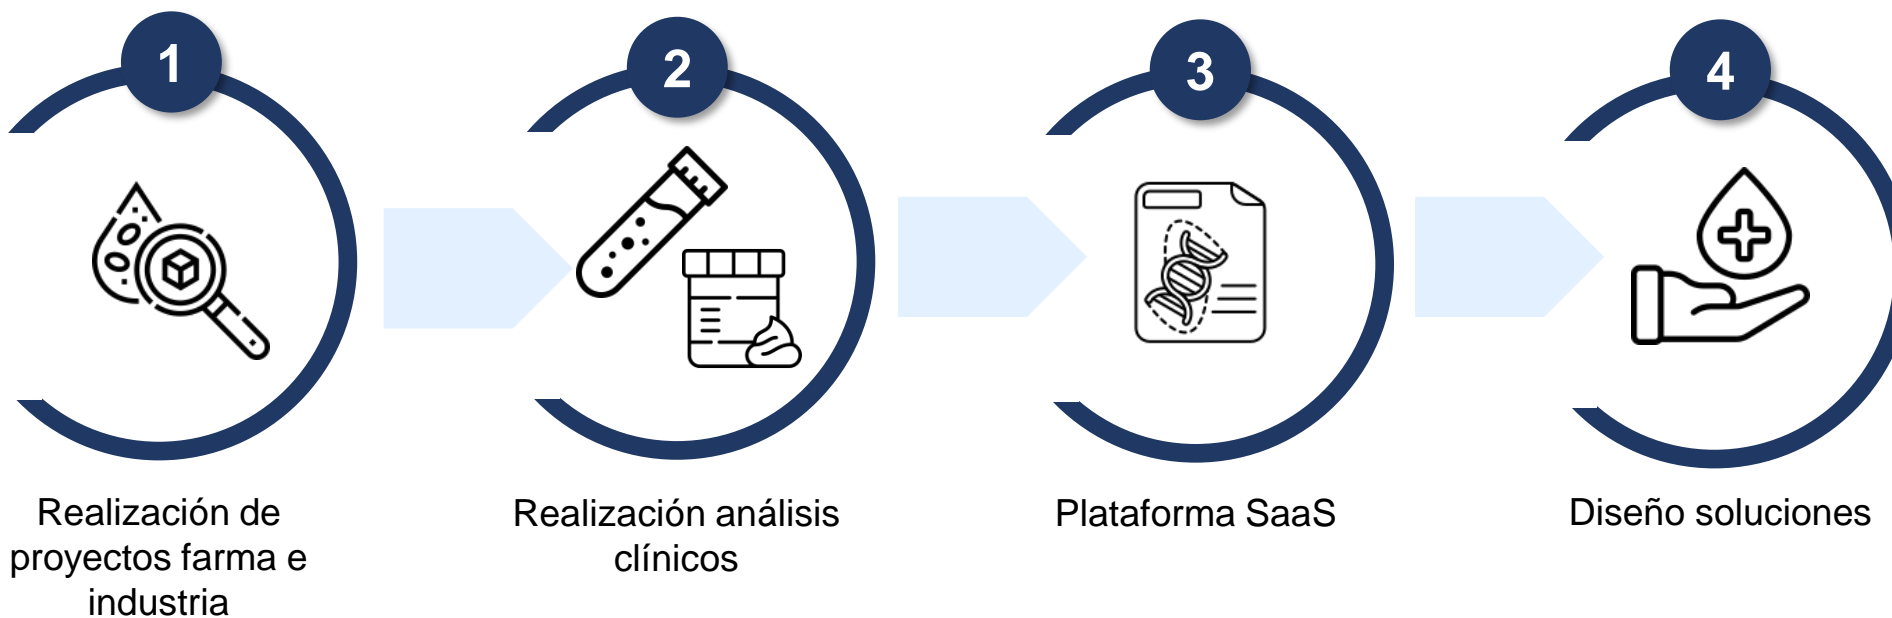 1
2
3
4
Realización de
proyectos farma e
industria
Realización análisis
clínicos
Plataforma SaaS
Diseño soluciones